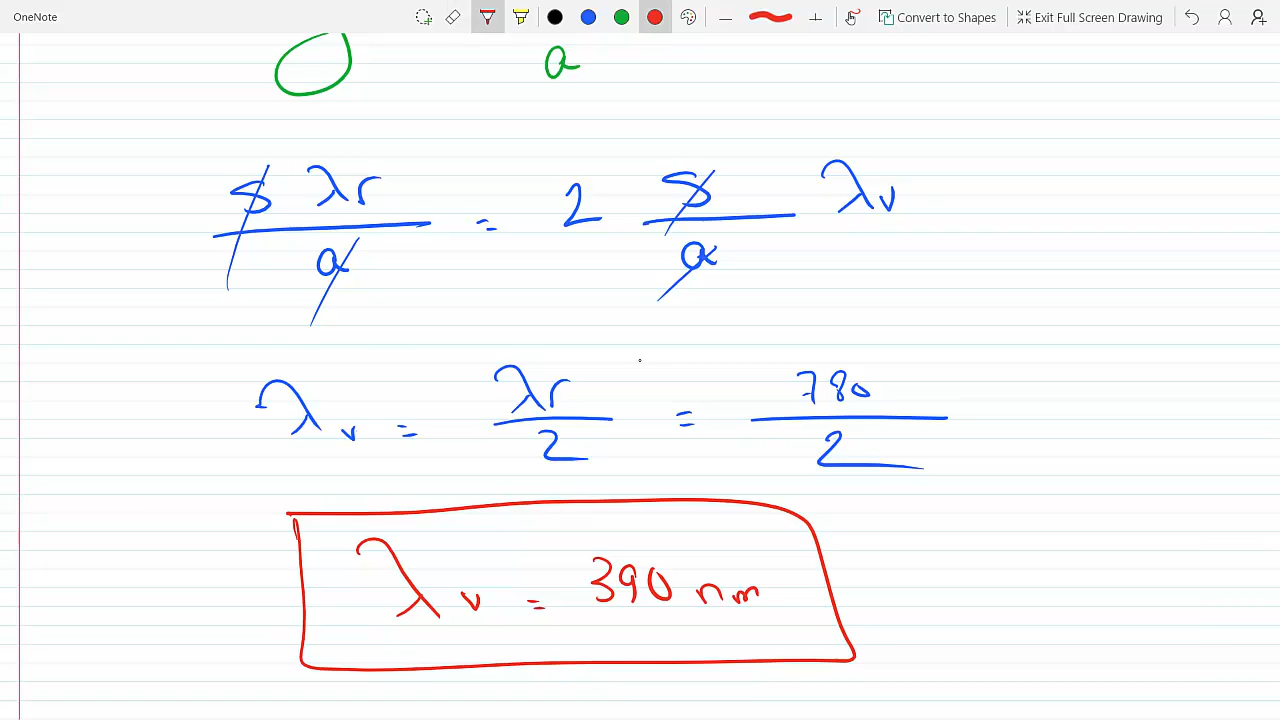 OneNote Convert to Shapes Exit Full Screen Drawing
a
S λr / a = 2 S / a λv
λv = λr / 2 = 780 / 2
λv = 390 nm